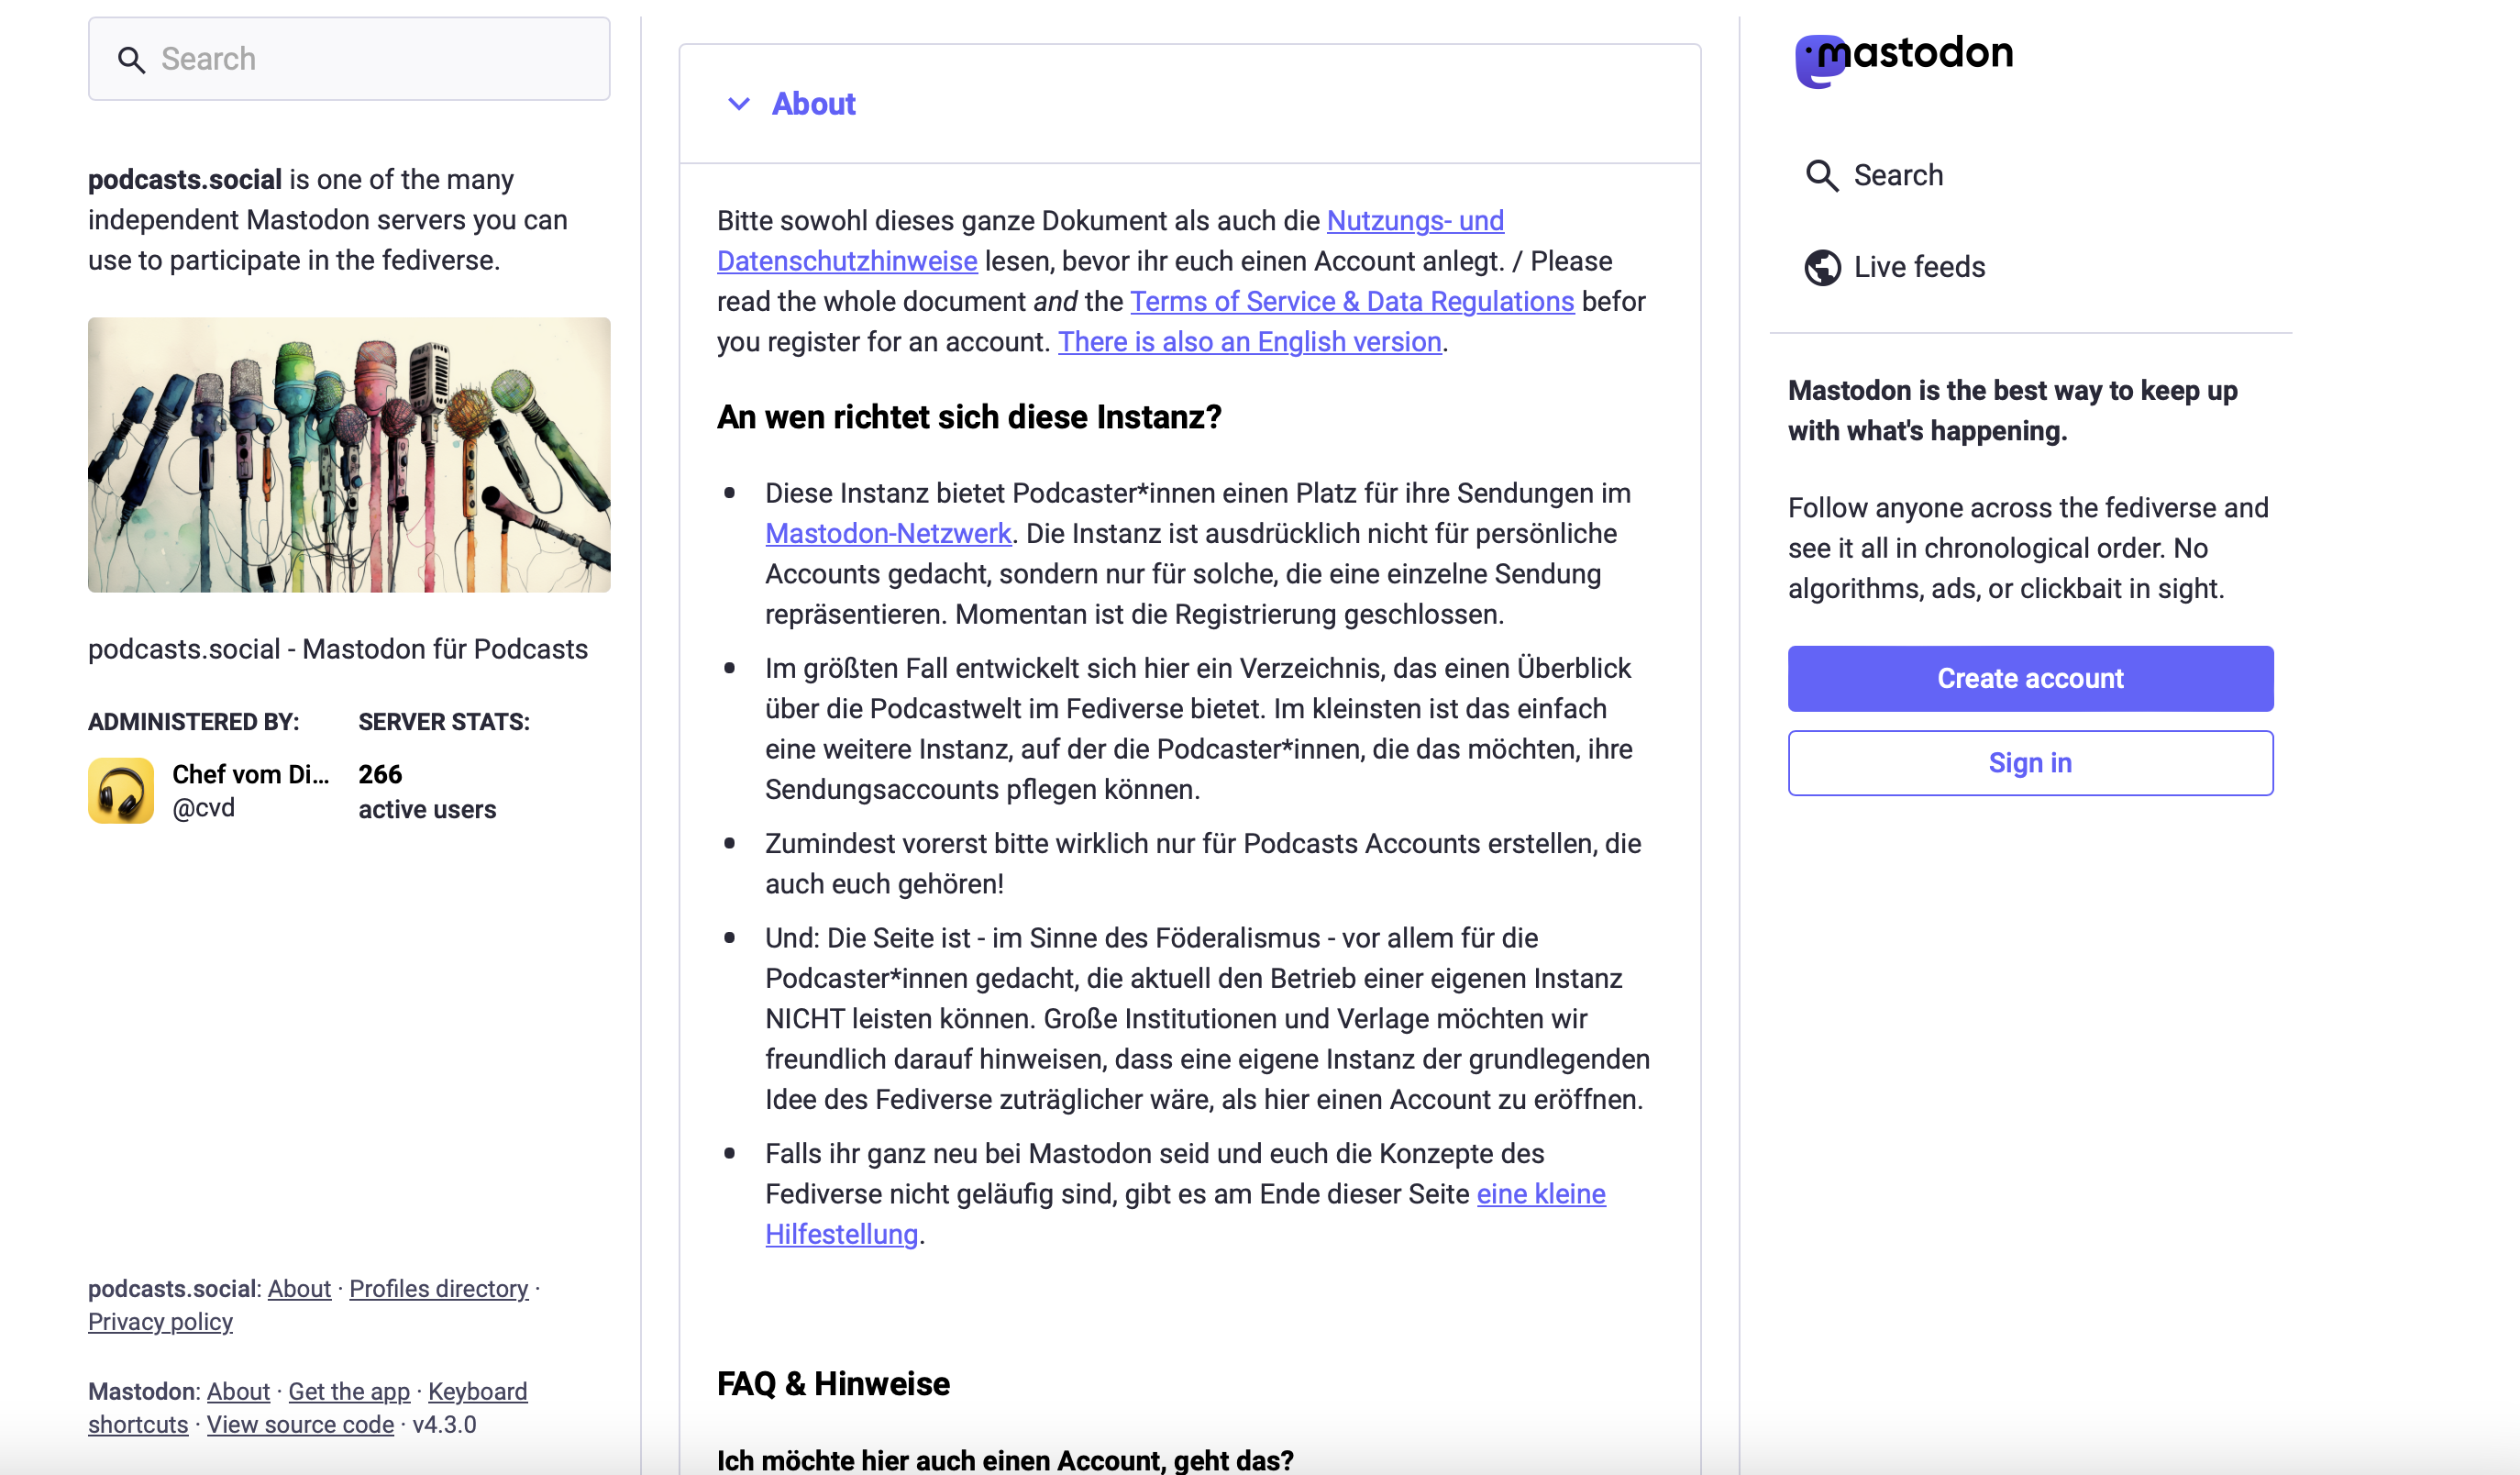 Search
podcasts.social is one of the many
independent Mastodon servers you can
use to participate in the fediverse.
podcasts.social - Mastodon für Podcasts
ADMINISTERED BY:
Chef vom Di...
@cvd
SERVER STATS:
266
active users
podcasts.social: About · Profiles directory ·
Privacy policy
Mastodon: About · Get the app · Keyboard
shortcuts · View source code · v4.3.0
About
Bitte sowohl dieses ganze Dokument als auch die Nutzungs- und
Datenschutzhinweise lesen, bevor ihr euch einen Account anlegt. / Please
read the whole document and the Terms of Service & Data Regulations befor
you register for an account. There is also an English version.
An wen richtet sich diese Instanz?
• Diese Instanz bietet Podcaster*innen einen Platz für ihre Sendungen im
Mastodon-Netzwerk. Die Instanz ist ausdrücklich nicht für persönliche
Accounts gedacht, sondern nur für solche, die eine einzelne Sendung
repräsentieren. Momentan ist die Registrierung geschlossen.
• Im größten Fall entwickelt sich hier ein Verzeichnis, das einen Überblick
über die Podcastwelt im Fediverse bietet. Im kleinsten ist das einfach
eine weitere Instanz, auf der die Podcaster*innen, die das möchten, ihre
Sendungsaccounts pflegen können.
• Zumindest vorerst bitte wirklich nur für Podcasts Accounts erstellen, die
auch euch gehören!
• Und: Die Seite ist - im Sinne des Föderalismus - vor allem für die
Podcaster*innen gedacht, die aktuell den Betrieb einer eigenen Instanz
NICHT leisten können. Große Institutionen und Verlage möchten wir
freundlich darauf hinweisen, dass eine eigene Instanz der grundlegenden
Idee des Fediverse zuträglicher wäre, als hier einen Account zu eröffnen.
• Falls ihr ganz neu bei Mastodon seid und euch die Konzepte des
Fediverse nicht geläufig sind, gibt es am Ende dieser Seite eine kleine
Hilfestellung.
FAQ & Hinweise
Ich möchte hier auch einen Account, geht das?
mastodon
Search
Live feeds
Mastodon is the best way to keep up
with what's happening.
Follow anyone across the fediverse and
see it all in chronological order. No
algorithms, ads, or clickbait in sight.
Create account
Sign in